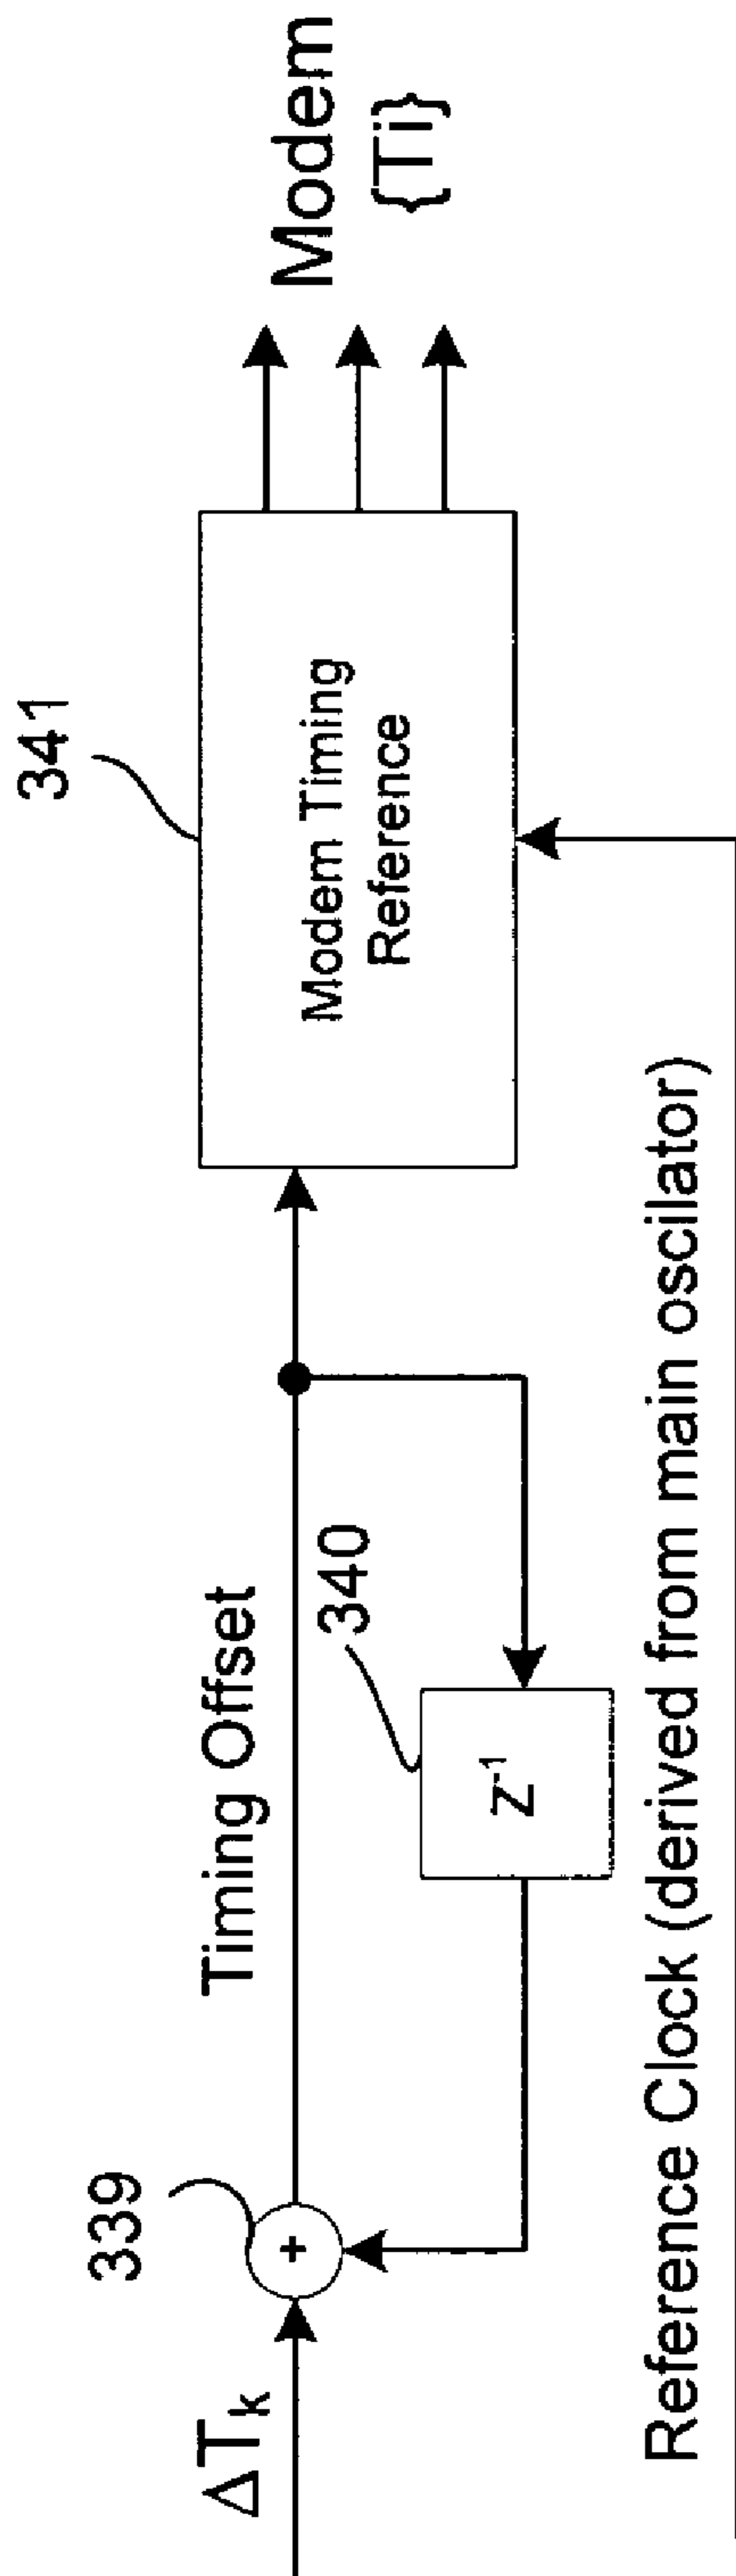 ΔTk
339
Timing Offset
340
Z-1
+
341
Modem Timing
Reference
Modem
{Ti}
Reference Clock (derived from main oscilator)